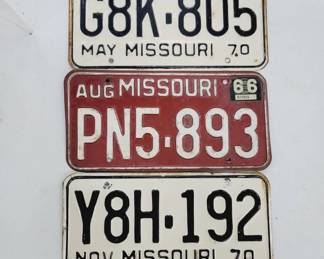 G8K·805
MAY MISSOURI 70
AUG MISSOURI 66
PN5·893
Y8H·192
NOV MISSOURI 70